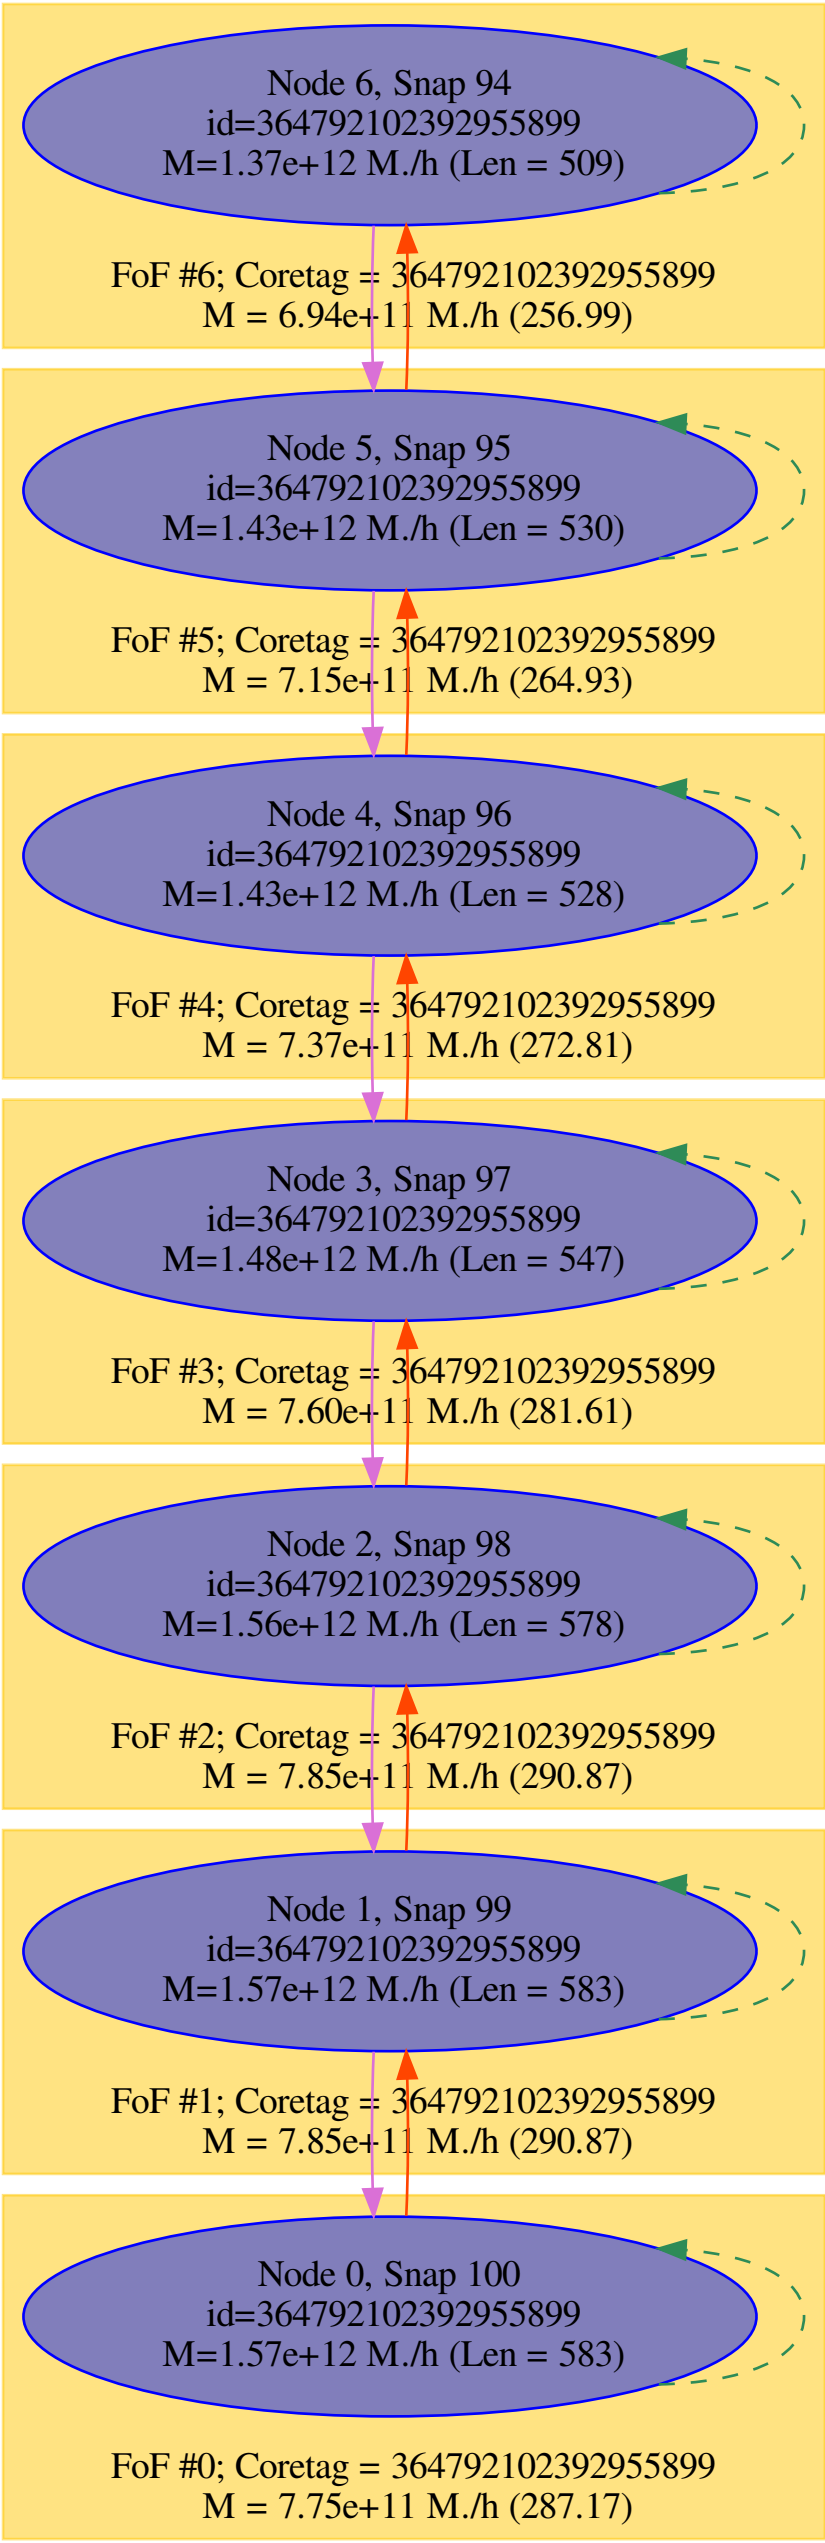 Node 6, Snap 94
id=364792102392955899
M=1.37e+12 M./h (Len = 509)
FoF #6; Coretag = 364792102392955899
M = 6.94e+11 M./h (256.99)
Node 5, Snap 95
id=364792102392955899
M=1.43e+12 M./h (Len = 530)
FoF #5; Coretag = 364792102392955899
M = 7.15e+11 M./h (264.93)
Node 4, Snap 96
id=364792102392955899
M=1.43e+12 M./h (Len = 528)
FoF #4; Coretag = 364792102392955899
M = 7.37e+11 M./h (272.81)
Node 3, Snap 97
id=364792102392955899
M=1.48e+12 M./h (Len = 547)
FoF #3; Coretag = 364792102392955899
M = 7.60e+11 M./h (281.61)
Node 2, Snap 98
id=364792102392955899
M=1.56e+12 M./h (Len = 578)
FoF #2; Coretag = 364792102392955899
M = 7.85e+11 M./h (290.87)
Node 1, Snap 99
id=364792102392955899
M=1.57e+12 M./h (Len = 583)
FoF #1; Coretag = 364792102392955899
M = 7.85e+11 M./h (290.87)
Node 0, Snap 100
id=364792102392955899
M=1.57e+12 M./h (Len = 583)
FoF #0; Coretag = 364792102392955899
M = 7.75e+11 M./h (287.17)